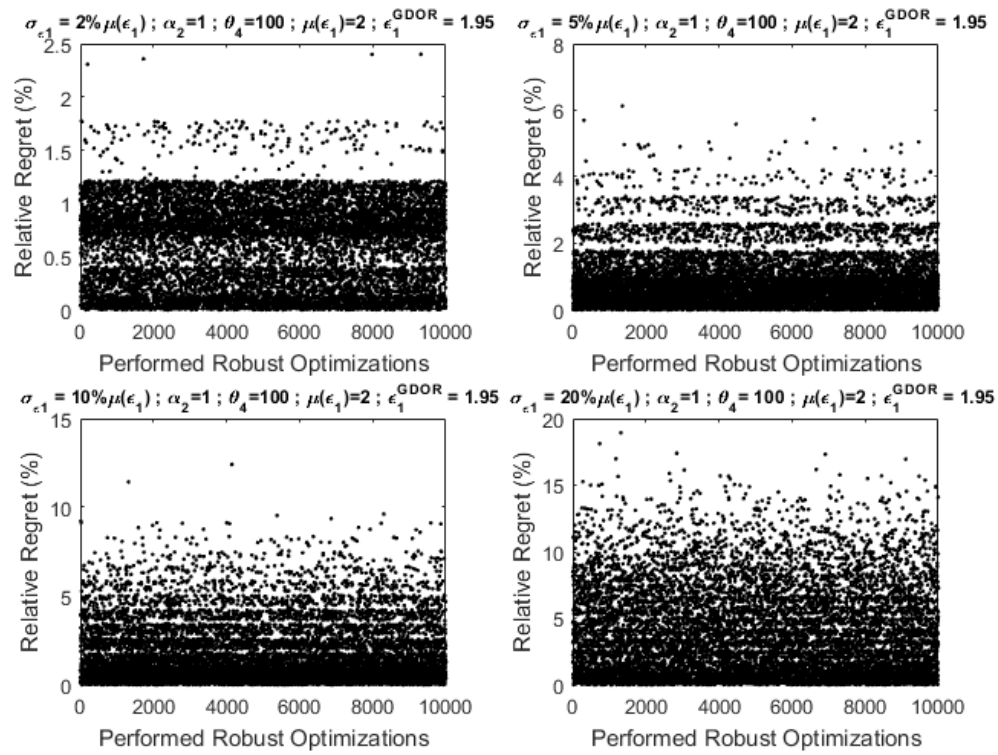 σϵ1 = 2%μ(ϵ1) ; α2=1 ; θ4=100 ; μ(ϵ1)=2 ; ϵ1GDOR = 1.95
2.5
2
1.5
1
0.5
0
Relative Regret (%)
0 2000 4000 6000 8000 10000
Performed Robust Optimizations
σϵ1 = 5%μ(ϵ1) ; α2=1 ; θ4=100 ; μ(ϵ1)=2 ; ϵ1GDOR = 1.95
8
6
4
2
0
Relative Regret (%)
0 2000 4000 6000 8000 10000
Performed Robust Optimizations
σϵ1 = 10%μ(ϵ1) ; α2=1 ; θ4=100 ; μ(ϵ1)=2 ; ϵ1GDOR = 1.95
15
10
5
0
Relative Regret (%)
0 2000 4000 6000 8000 10000
Performed Robust Optimizations
σϵ1 = 20%μ(ϵ1) ; α2=1 ; θ4= 100 ; μ(ϵ1)=2 ; ϵ1GDOR = 1.95
20
15
10
5
0
Relative Regret (%)
0 2000 4000 6000 8000 10000
Performed Robust Optimizations